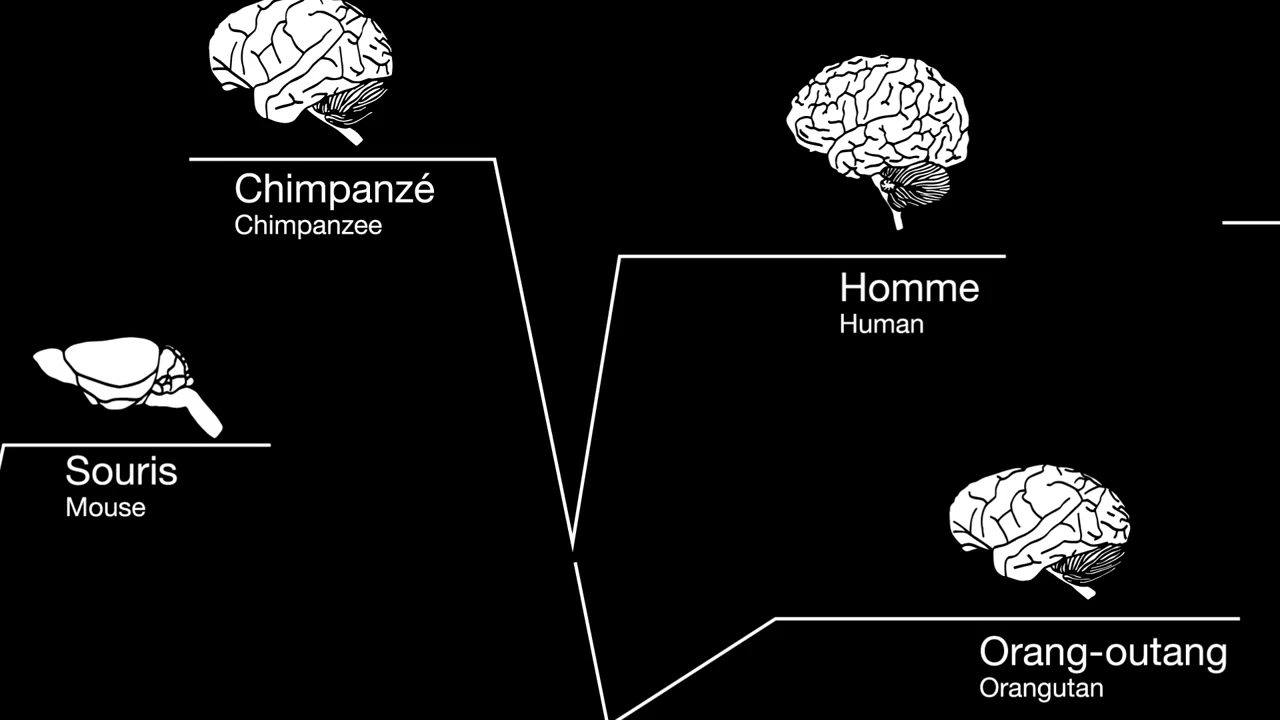 Chimpanzé
Chimpanzee
Homme
Human
Souris
Mouse
Orang-outang
Orangutan